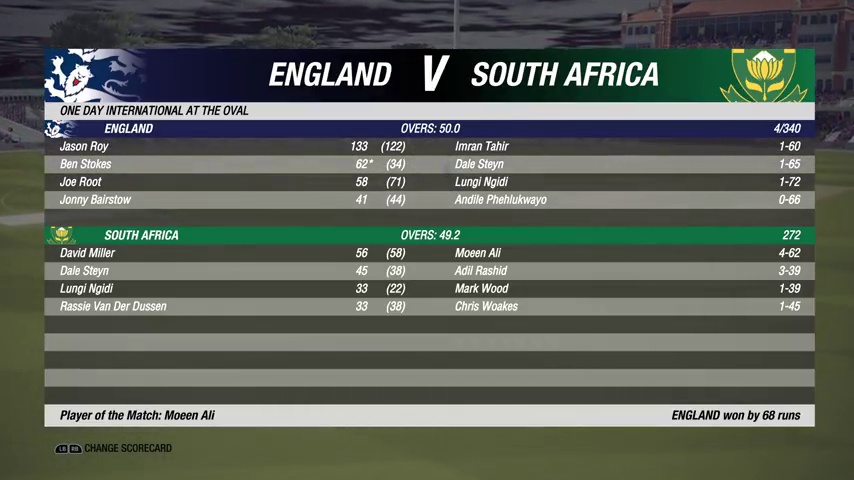 ENGLAND V SOUTH AFRICA
ONE DAY INTERNATIONAL AT THE OVAL
ENGLAND OVERS: 50.0 4/340
Jason Roy 133 (122) Imran Tahir 1-60
Ben Stokes 62* (34) Dale Steyn 1-65
Joe Root 58 (71) Lungi Ngidi 1-72
Jonny Bairstow 41 (44) Andile Phehlukwayo 0-66
SOUTH AFRICA OVERS: 49.2 272
David Miller 56 (58) Moeen Ali 4-62
Dale Steyn 45 (38) Adil Rashid 3-39
Lungi Ngidi 33 (22) Mark Wood 1-39
Rassie Van Der Dussen 33 (38) Chris Woakes 1-45
Player of the Match: Moeen Ali ENGLAND won by 68 runs
LB RB CHANGE SCORECARD